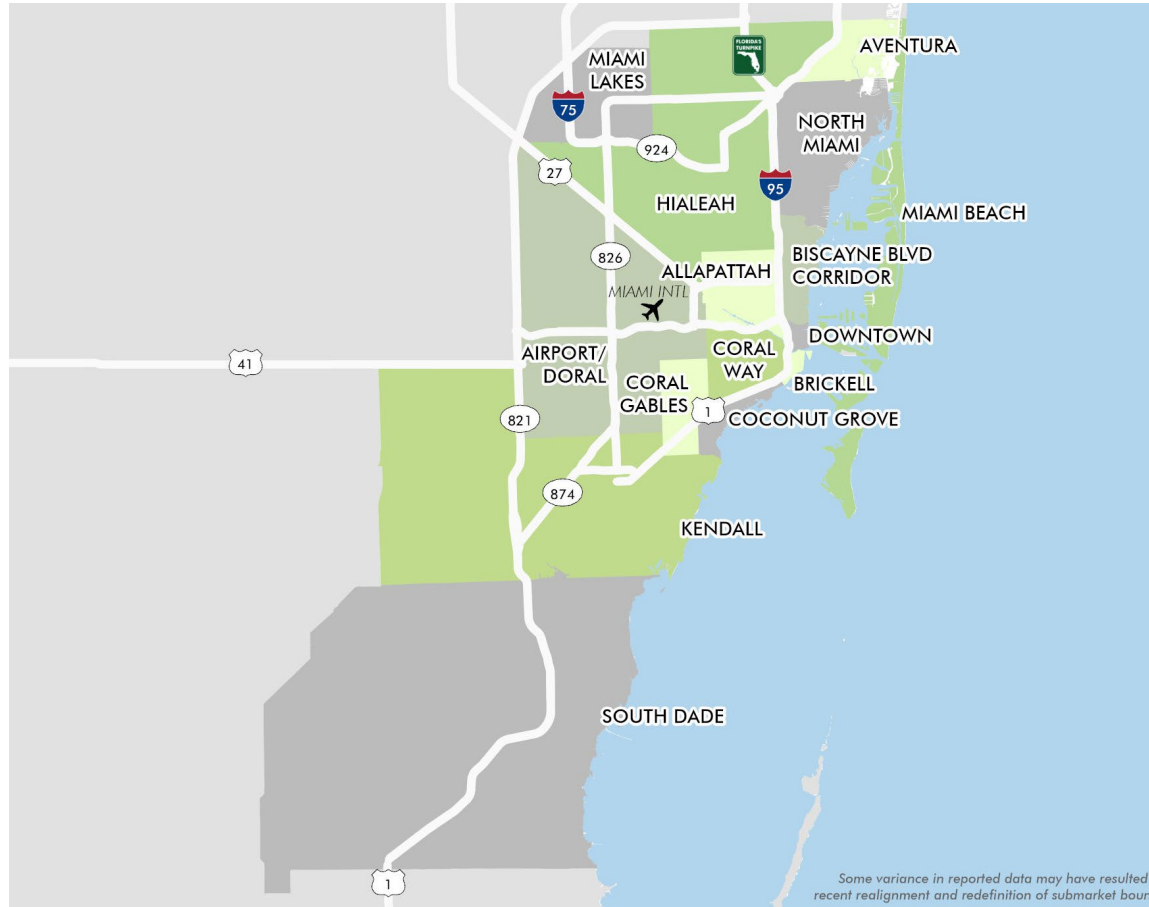 FLORIDA'S
TURNPIKE
AVENTURA
MIAMI
LAKES
75
NORTH
MIAMI
924
27
95
HIALEAH
MIAMI BEACH
826
BISCAYNE BLVD
CORRIDOR
ALLAPATTAH
MIAMI INTL
DOWNTOWN
AIRPORT/
DORAL
CORAL
WAY
41
CORAL
GABLES
BRICKELL
1
821
COCONUT GROVE
874
KENDALL
SOUTH DADE
1
Some variance in reported data may have resulted
recent realignment and redefinition of submarket boun